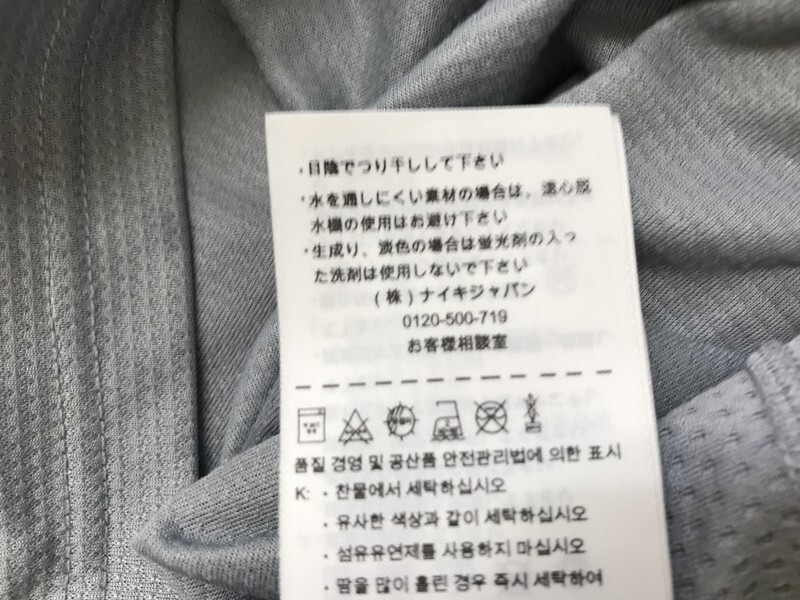 ・日陰でつり干しして下さい
・水を通しにくい素材の場合は、遠心脱
水機の使用はお避け下さい
・生成り、淡色の場合は蛍光剤の入っ
た洗剤は使用しないで下さい
(株)ナイキジャパン
0120-500-719
お客様相談室
품질 경영 및 공산품 안전관리법에 의한 표시
K: ・찬물에서 세탁하십시오
・유사한 색상과 같이 세탁하십시오
・섬유유연제를 사용하지 마십시오
・땀을 많이 흘린 경우 즉시 세탁하여